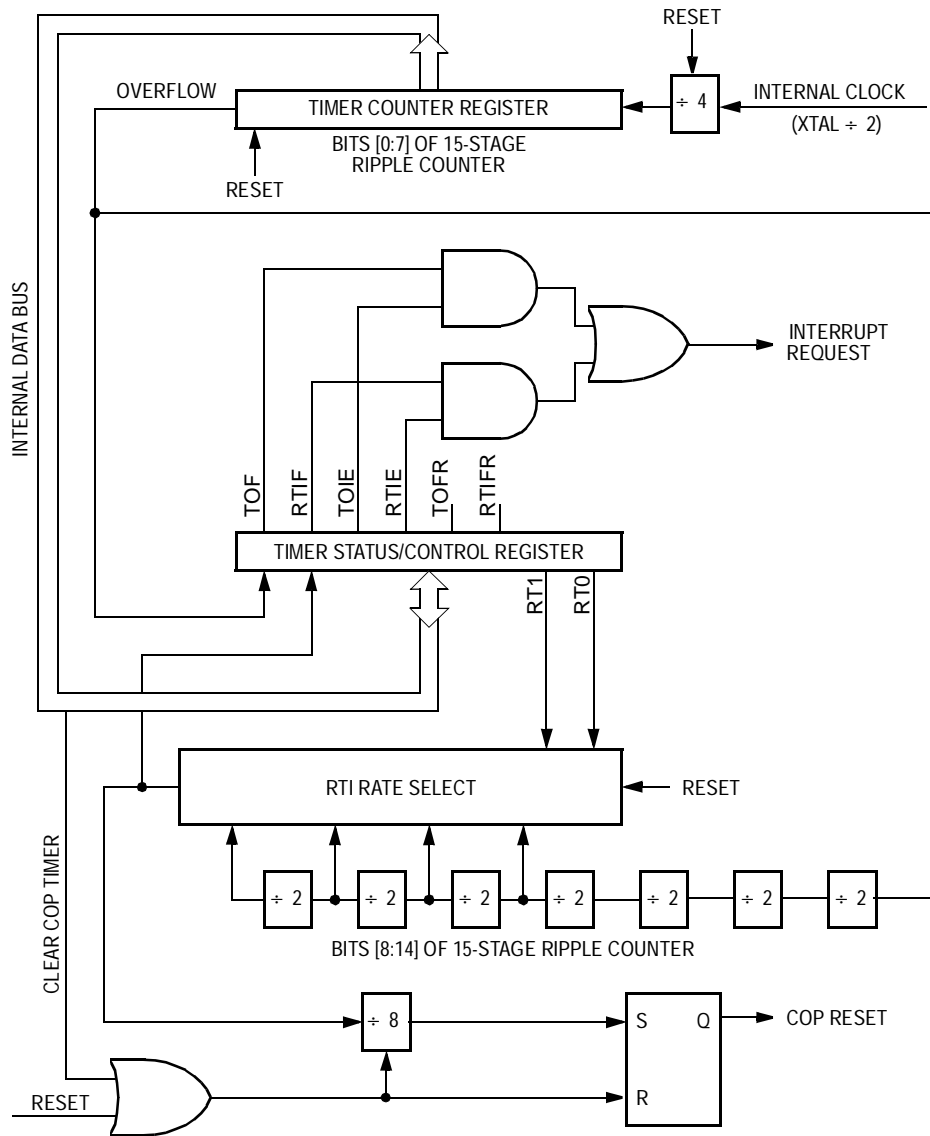 RESET
OVERFLOW
TIMER COUNTER REGISTER
÷ 4
INTERNAL CLOCK
(XTAL ÷ 2)
BITS [0:7] OF 15-STAGE
RIPPLE COUNTER
RESET
INTERNAL DATA BUS
INTERRUPT
REQUEST
TOF
RTIF
TOIE
RTIE
TOFR
RTIFR
TIMER STATUS/CONTROL REGISTER
RT1
RT0
RTI RATE SELECT
RESET
CLEAR COP TIMER
÷ 2
÷ 2
÷ 2
÷ 2
÷ 2
÷ 2
÷ 2
BITS [8:14] OF 15-STAGE RIPPLE COUNTER
÷ 8
S
Q
COP RESET
RESET
R